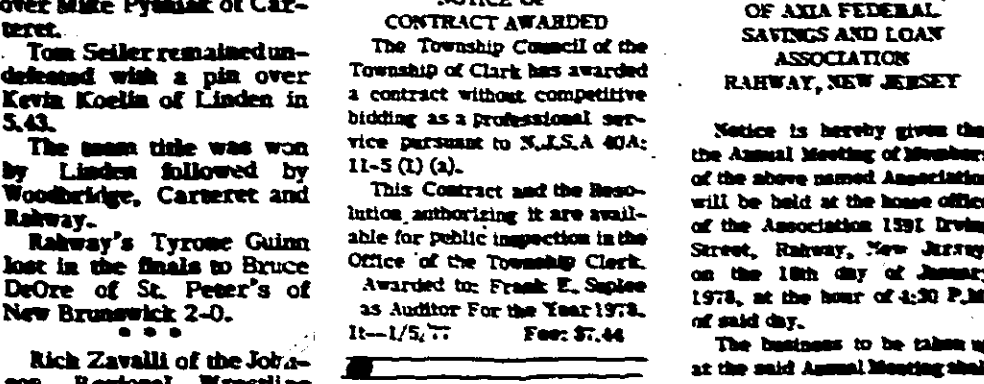 over Mike Pysniak of Car-
teret.
Tom Seiler remained un-
defeated with a pin over
Kevin Koelin of Linden in
5.43.
The team title was won
by Linden followed by
Woodbridge, Carteret and
Rahway.
Rahway's Tyrone Guinn
lost in the finals to Bruce
DeOre of St. Peter's of
New Brunswick 2-0.
* * *
Rich Zavalli of the John-
son Regional Wrestling
NOTICE OF
CONTRACT AWARDED
The Township Council of the
Township of Clark has awarded
a contract without competitive
bidding as a professional ser-
vice pursuant to N.J.S.A 40A:
11-5 (1) (a).
This Contract and the Reso-
lution authorizing it are avail-
able for public inspection in the
Office of the Township Clerk.
Awarded to: Frank E. Suplee
as Auditor For the Year 1978.
1t--1/5/ Fee: $7.44
OF AXIA FEDERAL
SAVINGS AND LOAN
ASSOCIATION
RAHWAY, NEW JERSEY
Notice is hereby given that
the Annual Meeting of Members
of the above named Association
will be held at the home office
of the Association 1591 Irving
Street, Rahway, New Jersey
on the 18th day of January
1978, at the hour of 4:30 P.M.
of said day.
The business to be taken up
at the said Annual Meeting shall